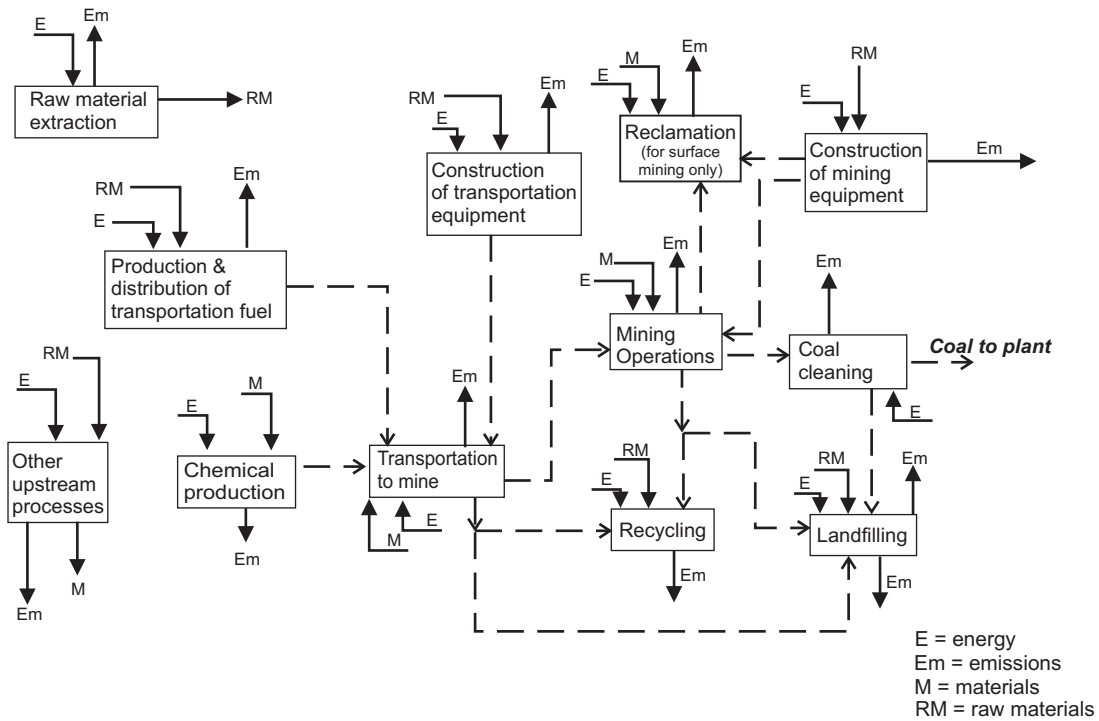 E
Em
Raw material
extraction
RM
RM
E
Em
Construction
of transportation
equipment
M
E
Em
Reclamation
(for surface
mining only)
RM
E
Construction
of mining
equipment
Em
RM
E
Em
Production &
distribution of
transportation fuel
M
E
Em
Mining
Operations
Em
Coal
cleaning
E
Coal to plant
RM
E
Other
upstream
processes
Em
M
E
M
Chemical
production
Em
Em
Transportation
to mine
M
E
RM
E
Recycling
Em
RM
E
Em
Landfilling
Em
E = energy
Em = emissions
M = materials
RM = raw materials